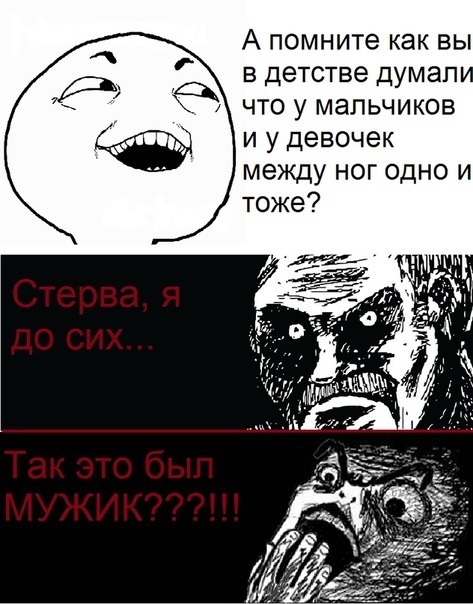 А помните как вы
в детстве думали
что у мальчиков
и у девочек
между ног одно и
тоже?
Стерва, я
до сих...
Так это был
МУЖИК???!!!